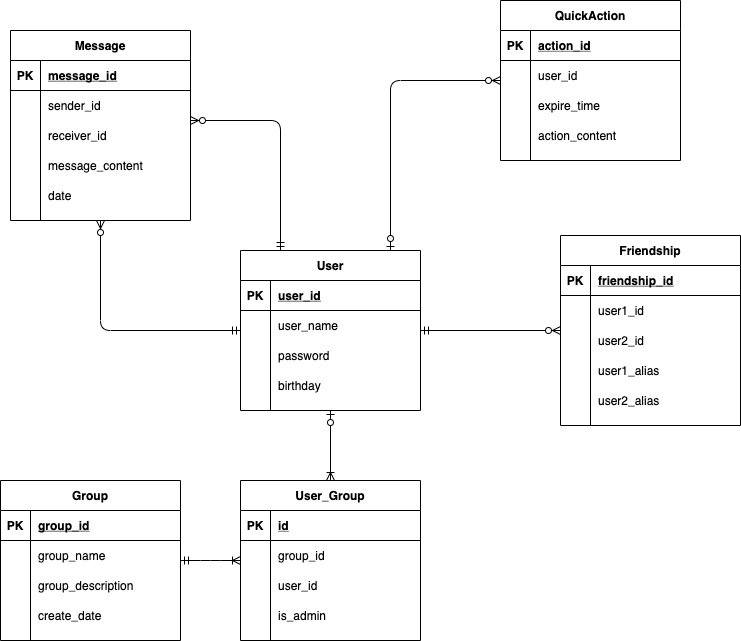 QuickAction
PK action_id
user_id
expire_time
action_content
Message
PK message_id
sender_id
receiver_id
message_content
date
User
PK user_id
user_name
password
birthday
Friendship
PK friendship_id
user1_id
user2_id
user1_alias
user2_alias
Group
PK group_id
group_name
group_description
create_date
User_Group
PK id
group_id
user_id
is_admin